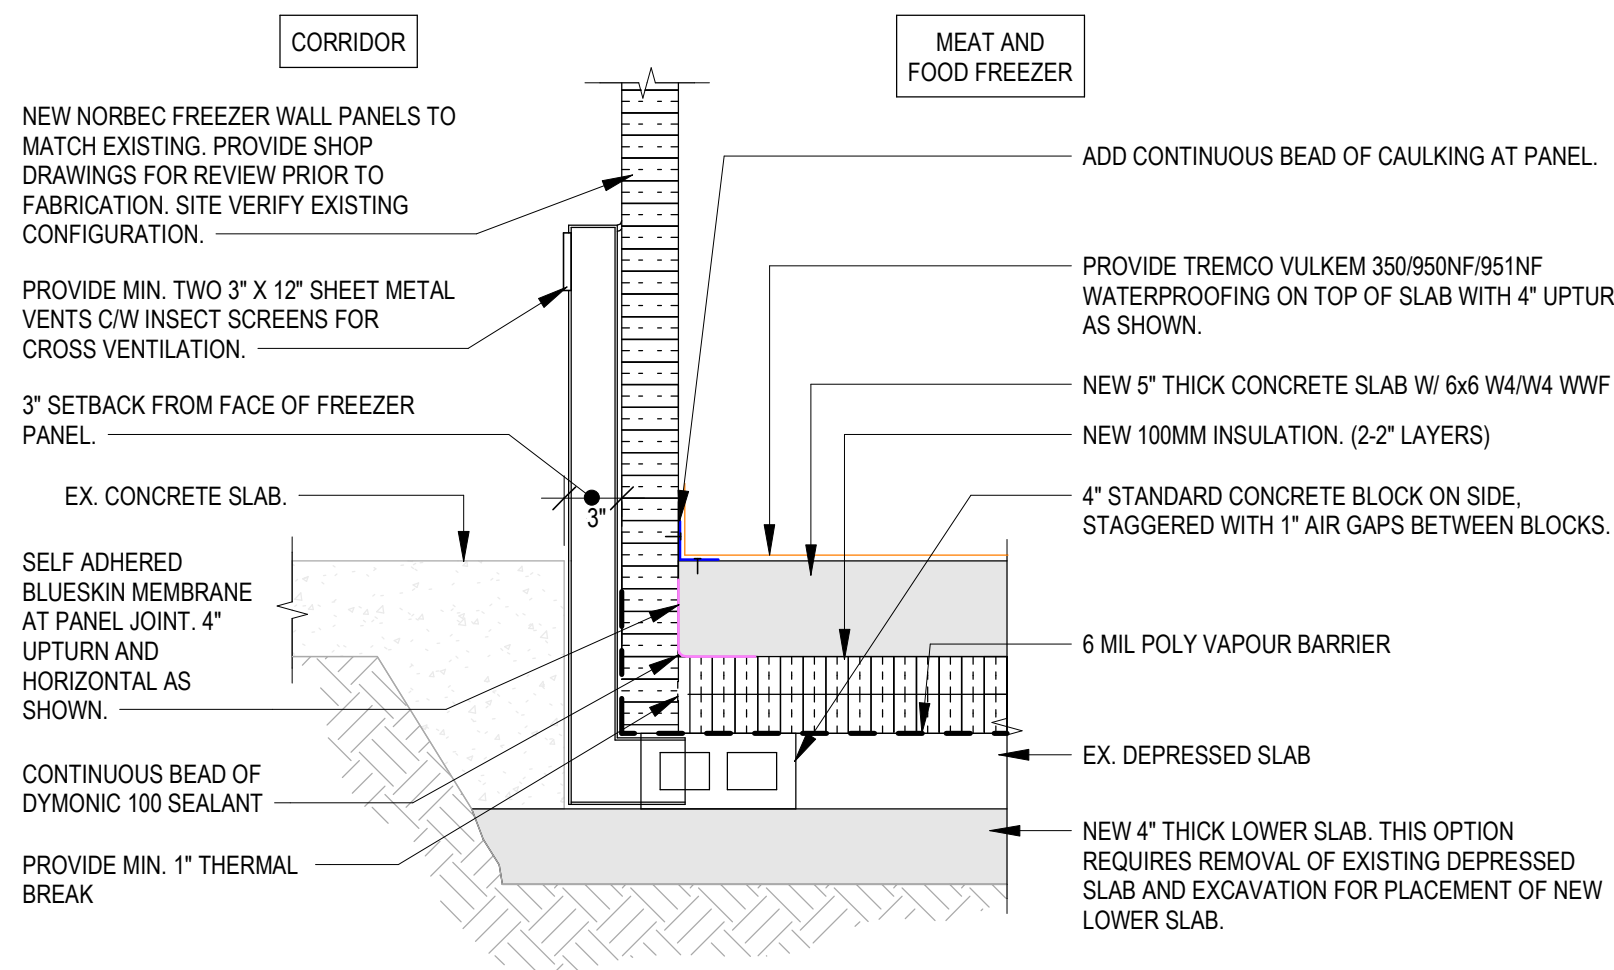 CORRIDOR
MEAT AND
FOOD FREEZER
NEW NORBEC FREEZER WALL PANELS TO
MATCH EXISTING. PROVIDE SHOP
DRAWINGS FOR REVIEW PRIOR TO
FABRICATION. SITE VERIFY EXISTING
CONFIGURATION.
PROVIDE MIN. TWO 3" X 12" SHEET METAL
VENTS C/W INSECT SCREENS FOR
CROSS VENTILATION.
3" SETBACK FROM FACE OF FREEZER
PANEL.
EX. CONCRETE SLAB.
SELF ADHERED
BLUESKIN MEMBRANE
AT PANEL JOINT. 4"
UPTURN AND
HORIZONTAL AS
SHOWN.
CONTINUOUS BEAD OF
DYMONIC 100 SEALANT
PROVIDE MIN. 1" THERMAL
BREAK
3"
ADD CONTINUOUS BEAD OF CAULKING AT PANEL.
PROVIDE TREMCO VULKEM 350/950NF/951NF
WATERPROOFING ON TOP OF SLAB WITH 4" UPTUR
AS SHOWN.
NEW 5" THICK CONCRETE SLAB W/ 6x6 W4/W4 WWF
NEW 100MM INSULATION. (2-2" LAYERS)
4" STANDARD CONCRETE BLOCK ON SIDE,
STAGGERED WITH 1" AIR GAPS BETWEEN BLOCKS.
6 MIL POLY VAPOUR BARRIER
EX. DEPRESSED SLAB
NEW 4" THICK LOWER SLAB. THIS OPTION
REQUIRES REMOVAL OF EXISTING DEPRESSED
SLAB AND EXCAVATION FOR PLACEMENT OF NEW
LOWER SLAB.